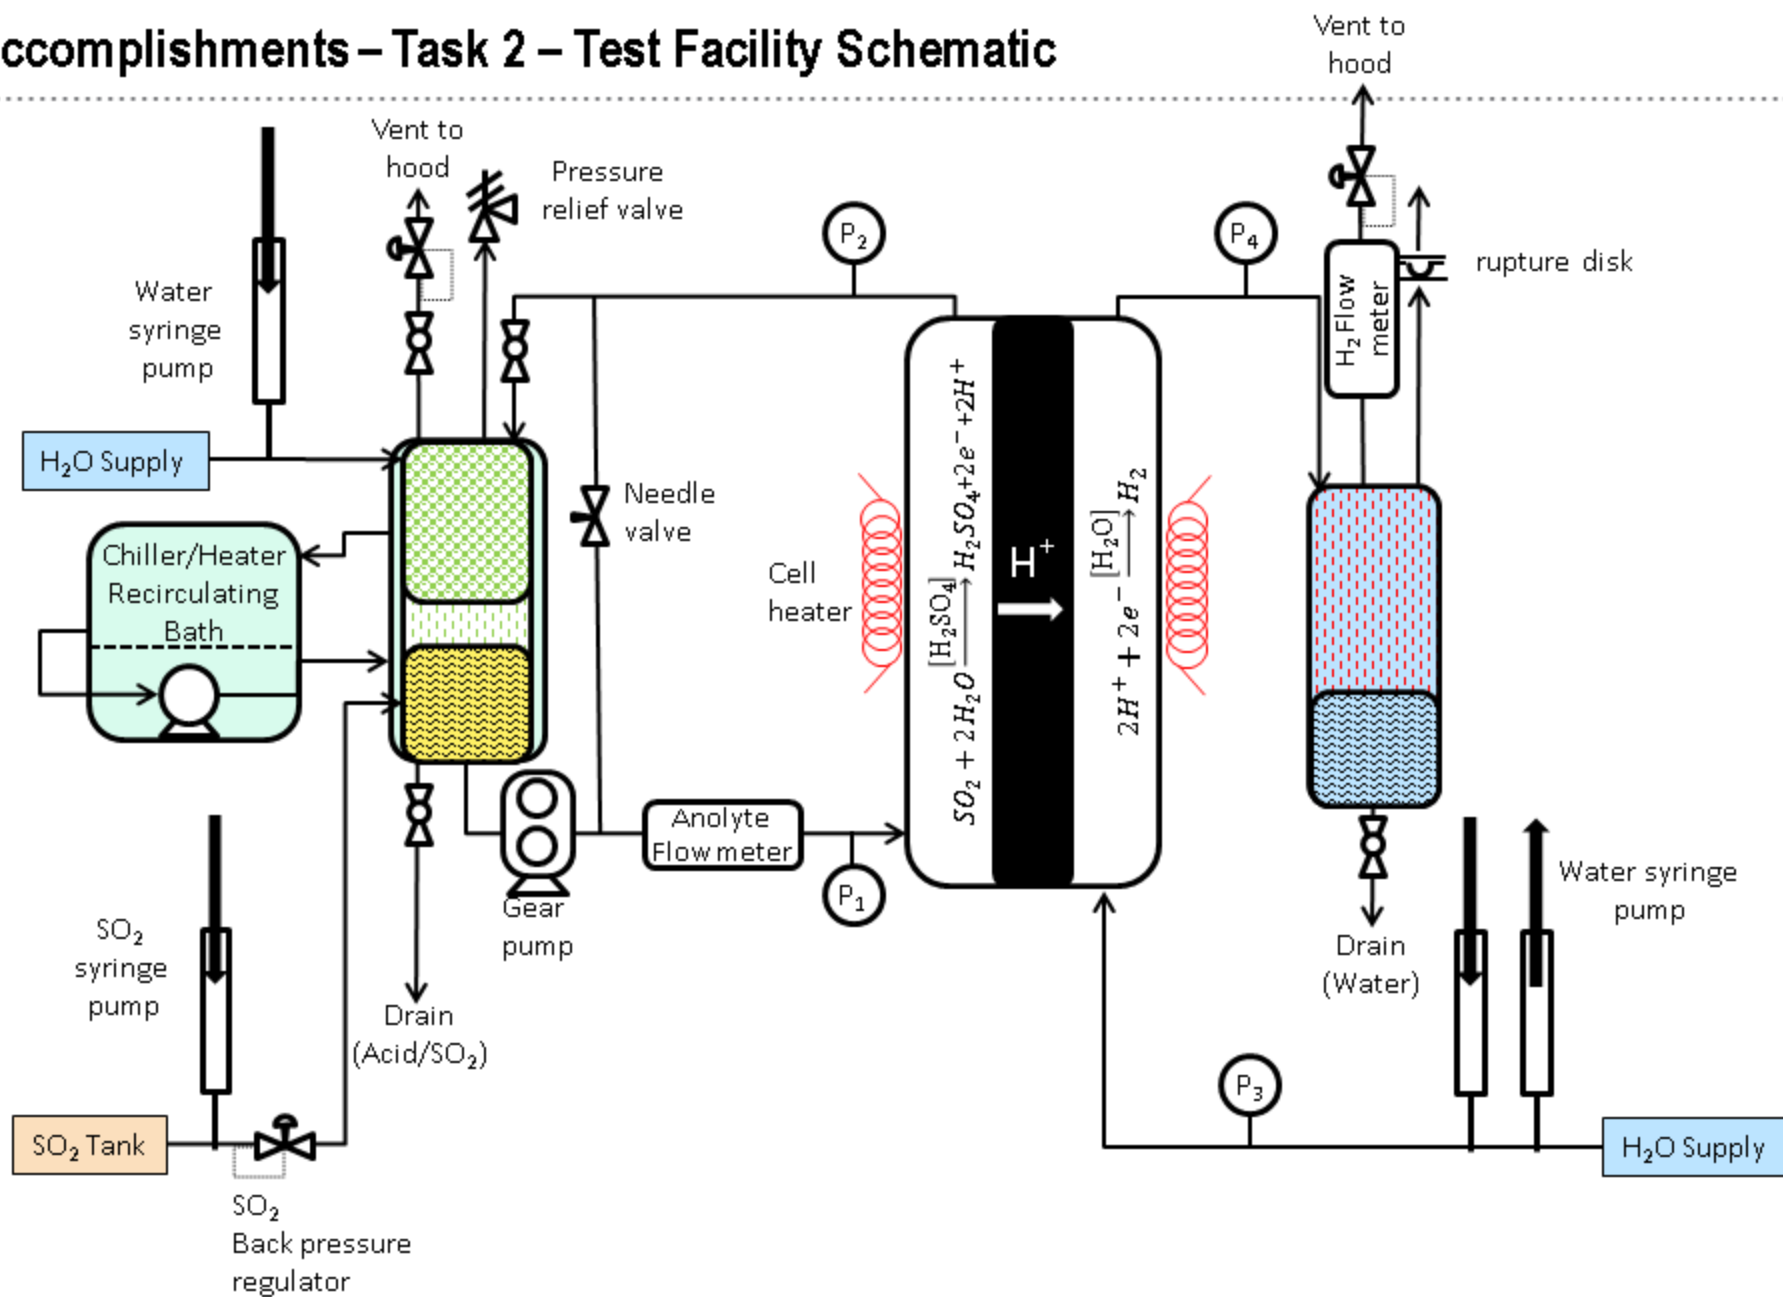 ccomplishments – Task 2 – Test Facility Schematic
Vent to
hood
Vent to
hood
Pressure
relief valve
P₂
P₄
rupture disk
H₂ Flow
meter
Water
syringe
pump
H₂O Supply
Needle
valve
Chiller/Heater
Recirculating
Bath
Cell
heater
SO₂ + 2H₂O [H₂SO₄]⟶ H₂SO₄+2e⁻+2H⁺
H⁺
2H⁺ + 2e⁻ [H₂O]⟶ H₂
Anolyte
Flow meter
P₁
Gear
pump
Water syringe
pump
SO₂
syringe
pump
Drain
(Water)
Drain
(Acid/SO₂)
P₃
SO₂ Tank
H₂O Supply
SO₂
Back pressure
regulator